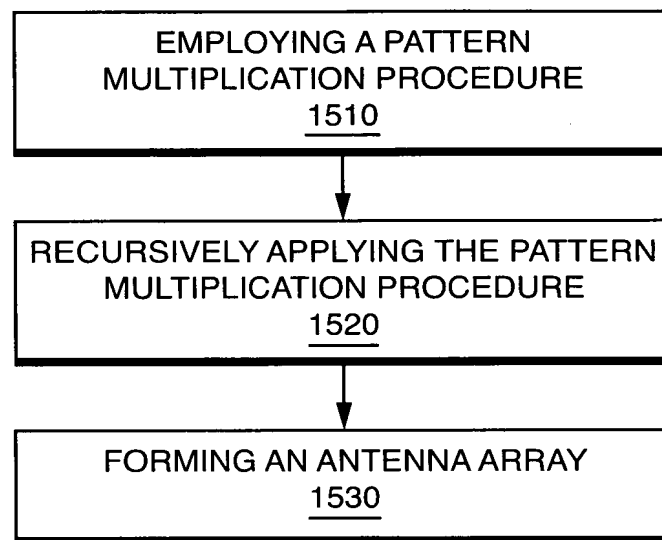 EMPLOYING A PATTERN
MULTIPLICATION PROCEDURE
1510
RECURSIVELY APPLYING THE PATTERN
MULTIPLICATION PROCEDURE
1520
FORMING AN ANTENNA ARRAY
1530